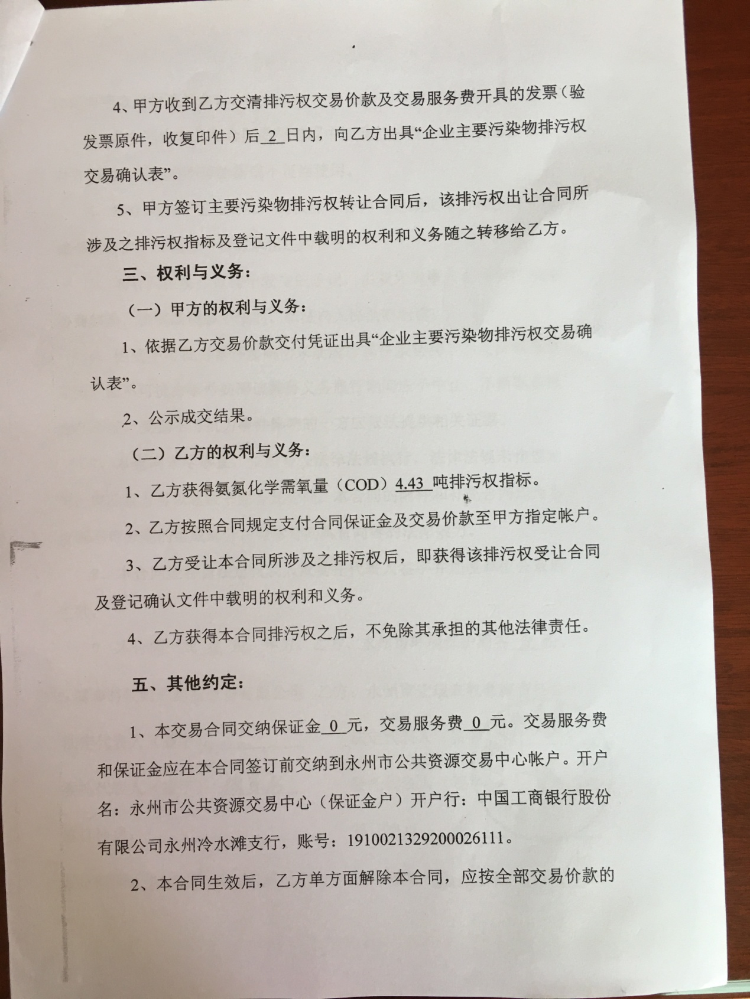 4、甲方收到乙方交清排污权交易价款及交易服务费开具的发票（验
发票原件，收复印件）后 2 日内，向乙方出具“企业主要污染物排污权
交易确认表”。
5、甲方签订主要污染物排污权转让合同后，该排污权出让合同所
涉及之排污权指标及登记文件中载明的权利和义务随之转移给乙方。
三、权利与义务：
（一）甲方的权利与义务：
1、依据乙方交易价款交付凭证出具“企业主要污染物排污权交易确
认表”。
2、公示成交结果。
（二）乙方的权利与义务：
1、乙方获得氨氮化学需氧量（COD）4.43 吨排污权指标。
2、乙方按照合同规定支付合同保证金及交易价款至甲方指定帐户。
3、乙方受让本合同所涉及之排污权后，即获得该排污权受让合同
及登记确认文件中载明的权利和义务。
4、乙方获得本合同排污权之后，不免除其承担的其他法律责任。
五、其他约定：
1、本交易合同交纳保证金 0 元，交易服务费 0 元。交易服务费
和保证金应在本合同签订前交纳到永州市公共资源交易中心帐户。开户
名：永州市公共资源交易中心（保证金户）开户行：中国工商银行股份
有限公司永州冷水滩支行，账号：1910021329200026111。
2、本合同生效后，乙方单方面解除本合同，应按全部交易价款的